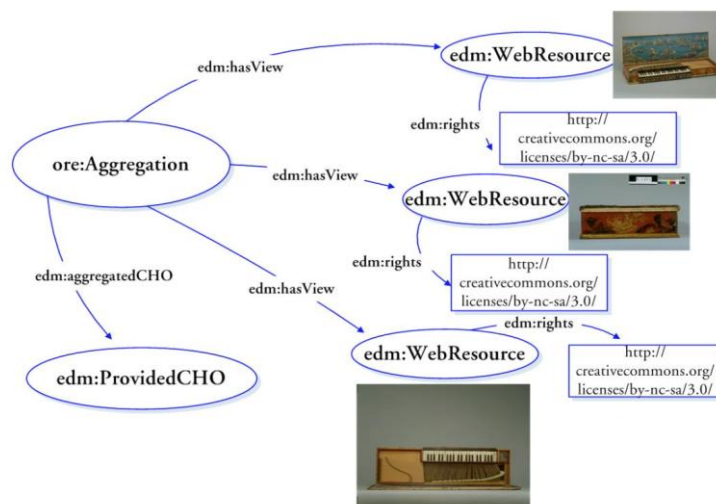 edm:WebResource
edm:hasView
http://
creativecommons.org/
licenses/by-nc-sa/3.0/
edm:rights
ore:Aggregation
edm:hasView
edm:WebResource
edm:aggregatedCHO
edm:rights
http://
creativecommons.org/
licenses/by-nc-sa/3.0/
edm:hasView
edm:rights
edm:WebResource
http://
creativecommons.org/
licenses/by-nc-sa/3.0/
edm:ProvidedCHO